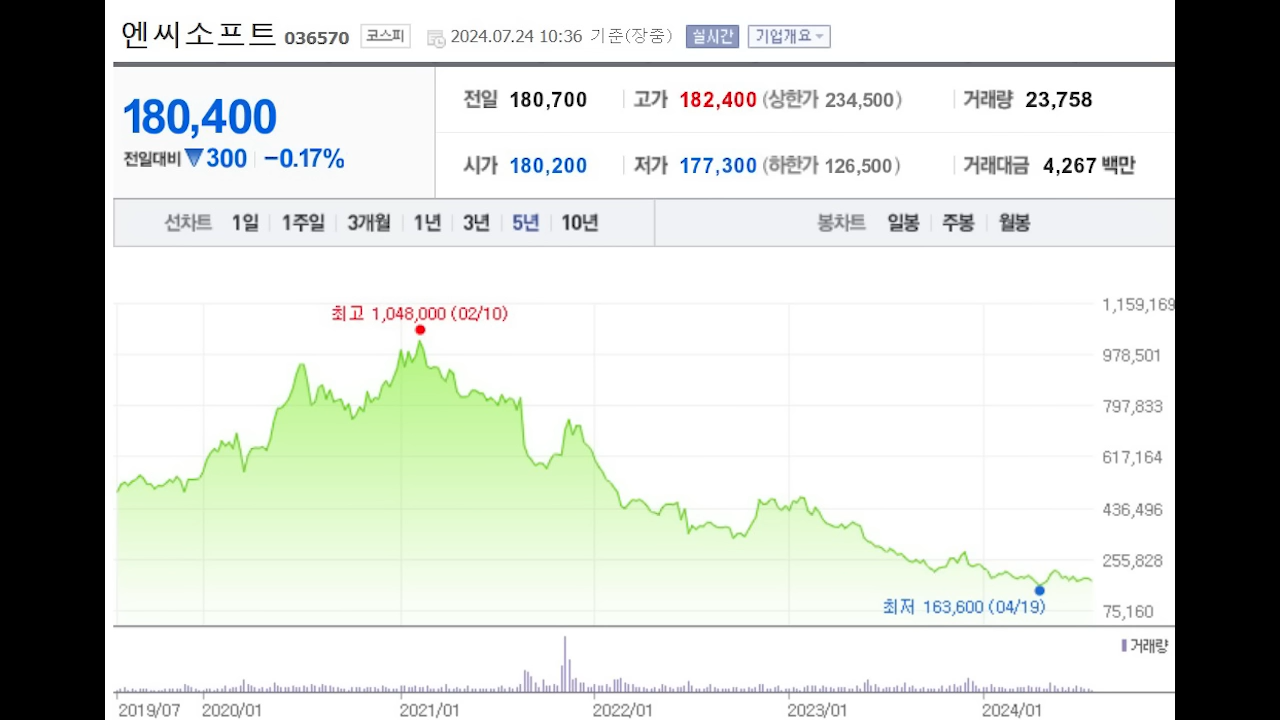 엔씨소프트 036570 코스피 2024.07.24 10:36 기준(장중) 실시간 기업개요
180,400
전일대비 ▼300 −0.17%
전일 180,700 고가 182,400 (상한가 234,500) 거래량 23,758
시가 180,200 저가 177,300 (하한가 126,500) 거래대금 4,267 백만
선차트 1일 1주일 3개월 1년 3년 5년 10년 봉차트 일봉 주봉 월봉
최고 1,048,000 (02/10)
1,159,169
978,501
797,833
617,164
436,496
255,828
최저 163,600 (04/19)
75,160
거래량
2019/07 2020/01 2021/01 2022/01 2023/01 2024/01